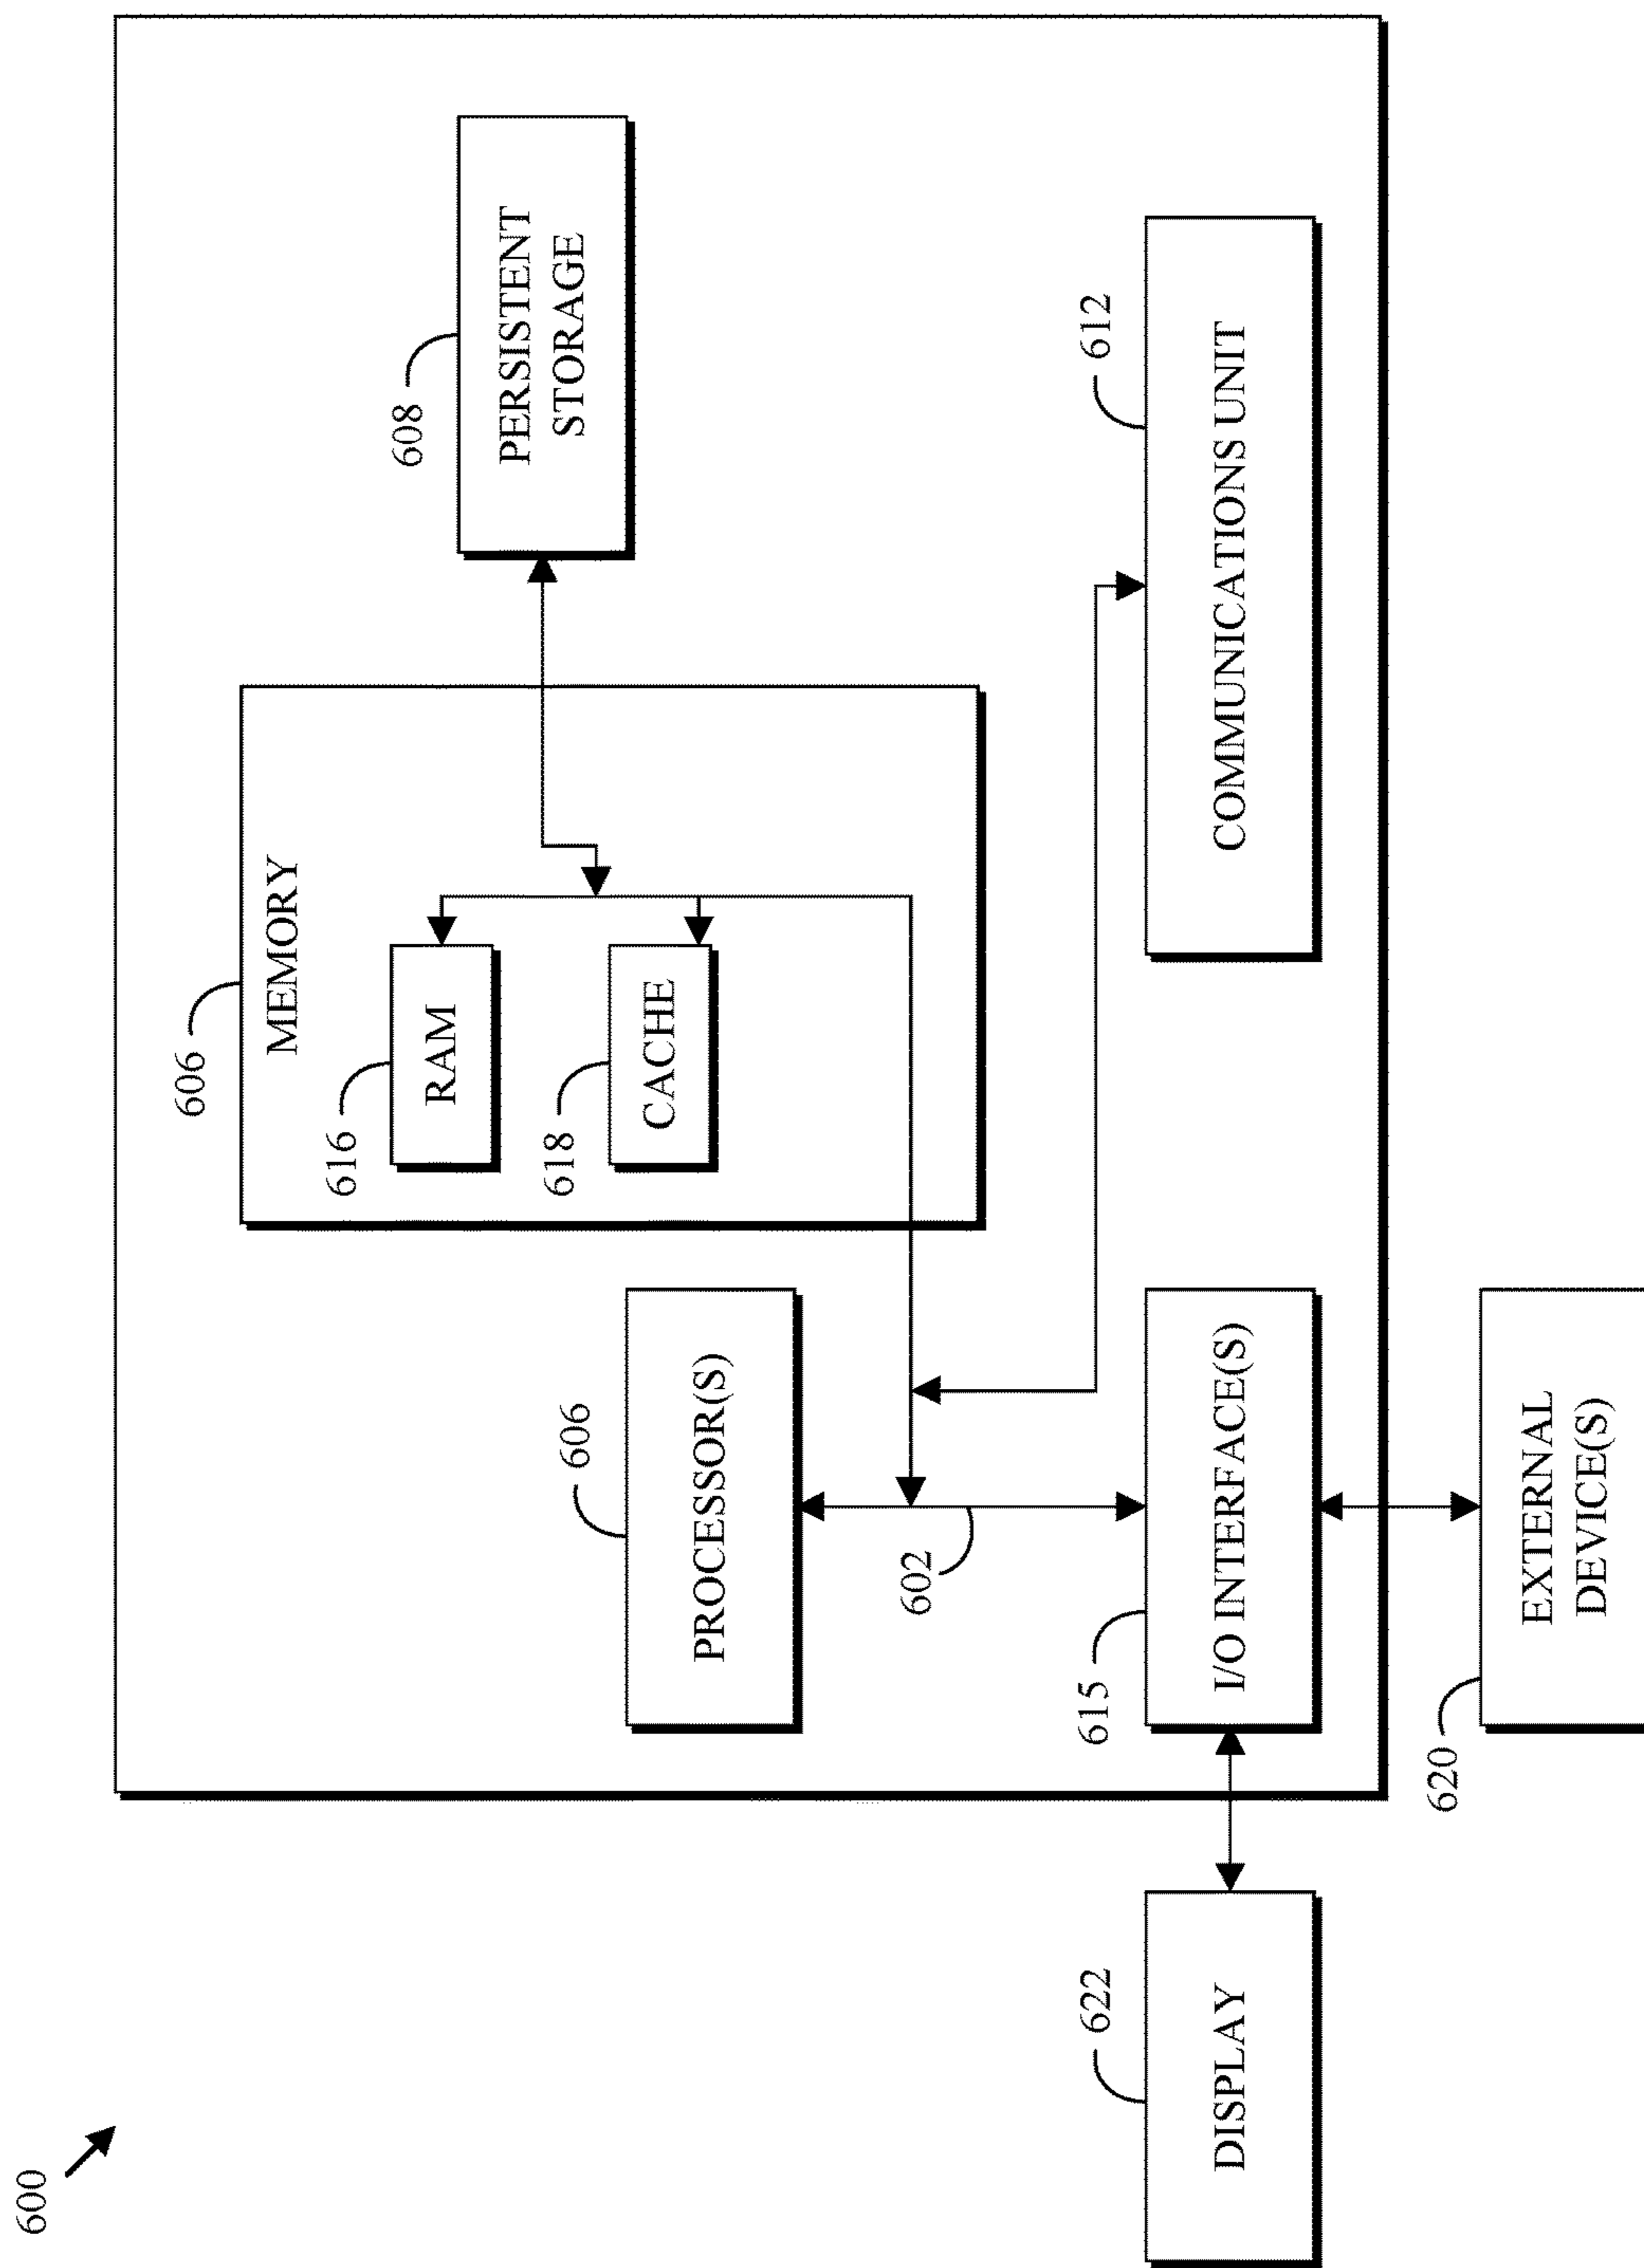 600
606
MEMORY
616
RAM
618
CACHE
608
PERSISTENT
STORAGE
606
PROCESSOR(S)
602
615
I/O INTERFACE(S)
612
COMMUNICATIONS UNIT
622
DISPLAY
620
EXTERNAL
DEVICE(S)